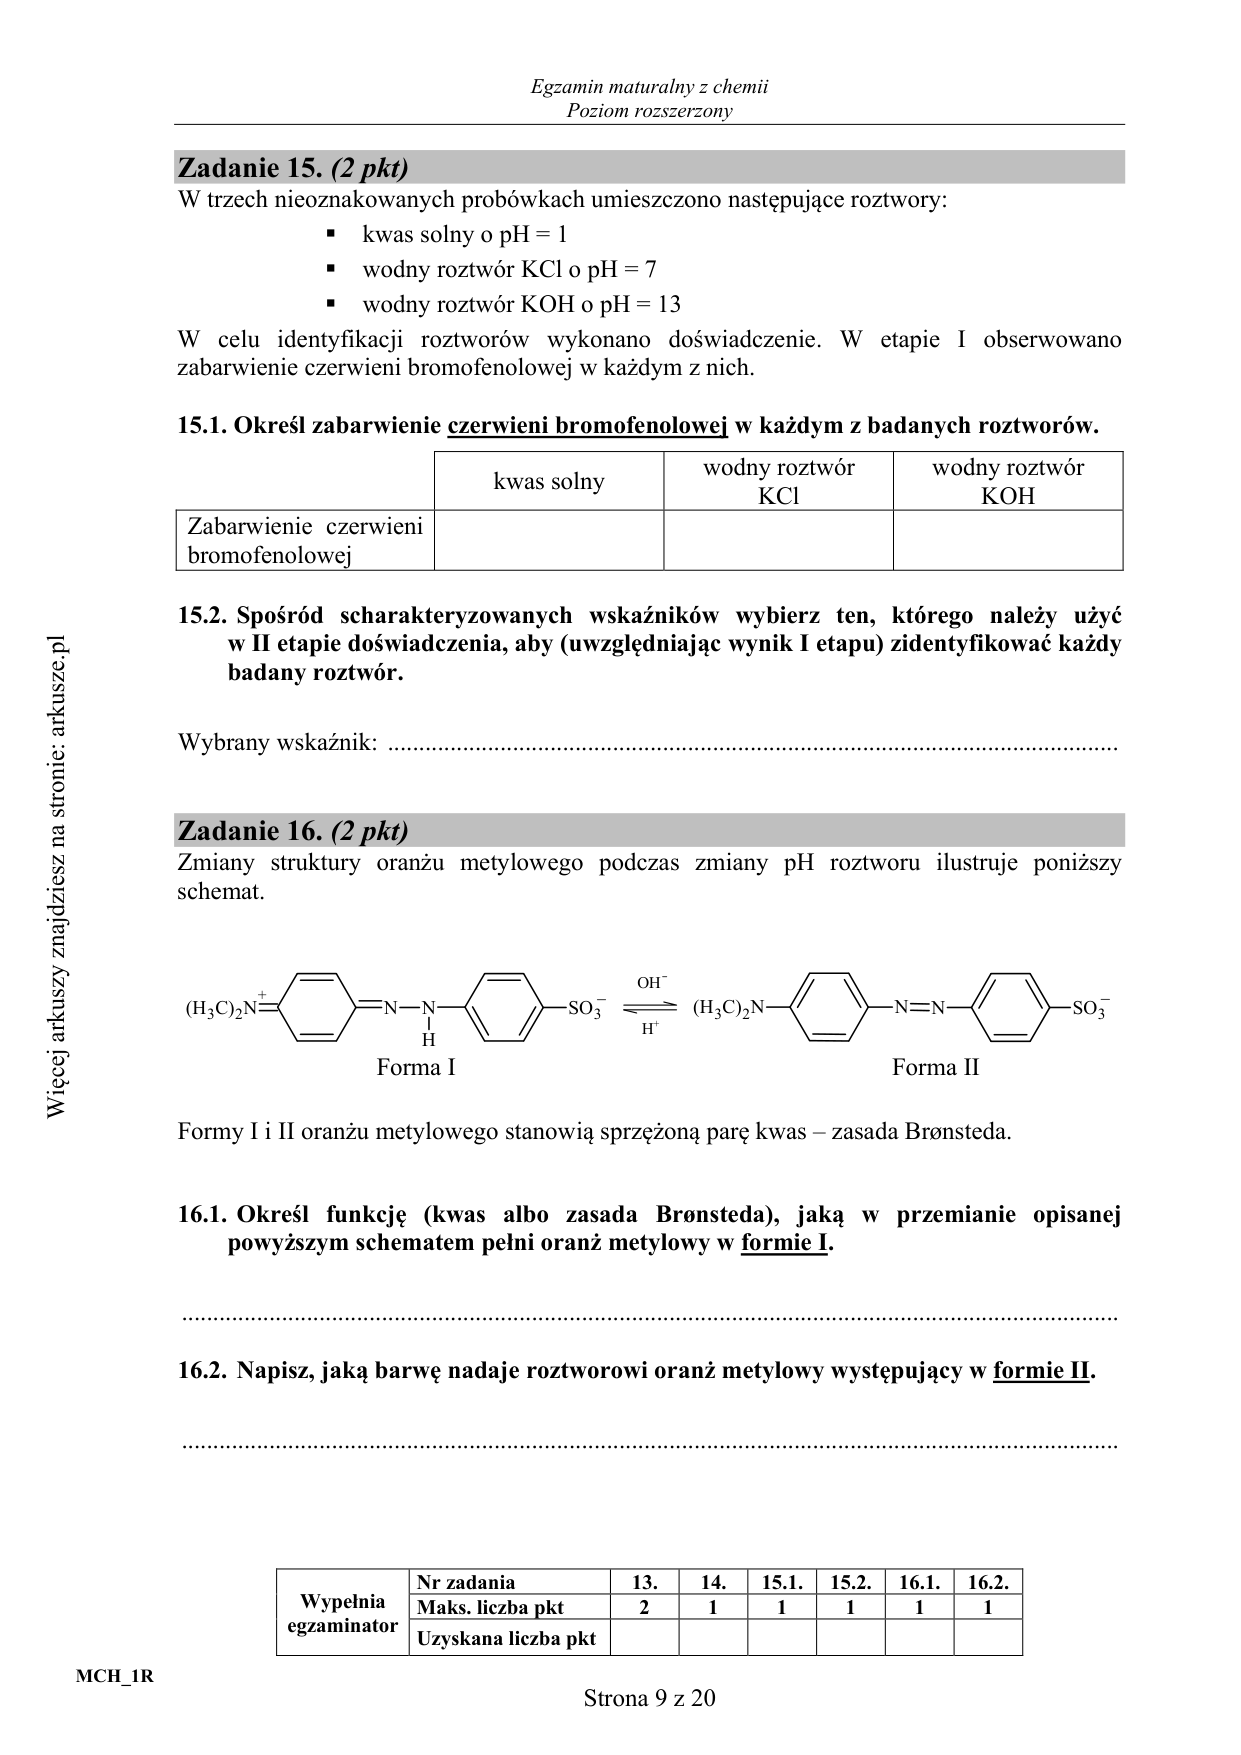 Egzamin maturalny z chemii
Poziom rozszerzony
Zadanie 15. (2 pkt)
W trzech nieoznakowanych probówkach umieszczono następujące roztwory:
▪ kwas solny o pH = 1
▪ wodny roztwór KCl o pH = 7
▪ wodny roztwór KOH o pH = 13
W celu identyfikacji roztworów wykonano doświadczenie. W etapie I obserwowano
zabarwienie czerwieni bromofenolowej w każdym z nich.
15.1. Określ zabarwienie czerwieni bromofenolowej w każdym z badanych roztworów.
kwas solny
wodny roztwór
KCl
wodny roztwór
KOH
Zabarwienie czerwieni
bromofenolowej
15.2. Spośród scharakteryzowanych wskaźników wybierz ten, którego należy użyć
w II etapie doświadczenia, aby (uwzględniając wynik I etapu) zidentyfikować każdy
badany roztwór.
Wybrany wskaźnik: ......................................................................................................................
Zadanie 16. (2 pkt)
Zmiany struktury oranżu metylowego podczas zmiany pH roztworu ilustruje poniższy
schemat.
(H₃C)₂N⁺ N N H SO₃⁻ OH⁻ H⁺ (H₃C)₂N N N SO₃⁻
Forma I Forma II
Formy I i II oranżu metylowego stanowią sprzężoną parę kwas – zasada Brønsteda.
16.1. Określ funkcję (kwas albo zasada Brønsteda), jaką w przemianie opisanej
powyższym schematem pełni oranż metylowy w formie I.
......................................................................................................................................................
16.2. Napisz, jaką barwę nadaje roztworowi oranż metylowy występujący w formie II.
......................................................................................................................................................
Wypełnia
egzaminator
Nr zadania 13. 14. 15.1. 15.2. 16.1. 16.2.
Maks. liczba pkt 2 1 1 1 1 1
Uzyskana liczba pkt
MCH_1R
Strona 9 z 20
Więcej arkuszy znajdziesz na stronie: arkusze.pl